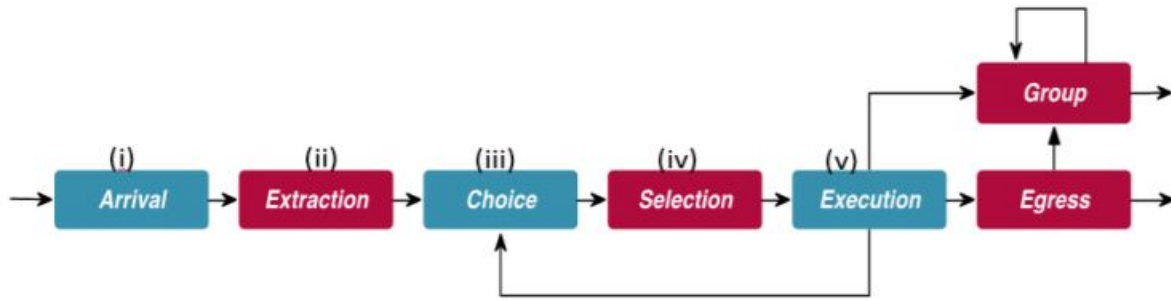 Group
(i) (ii) (iii) (iv) (v)
Arrival Extraction Choice Selection Execution Egress